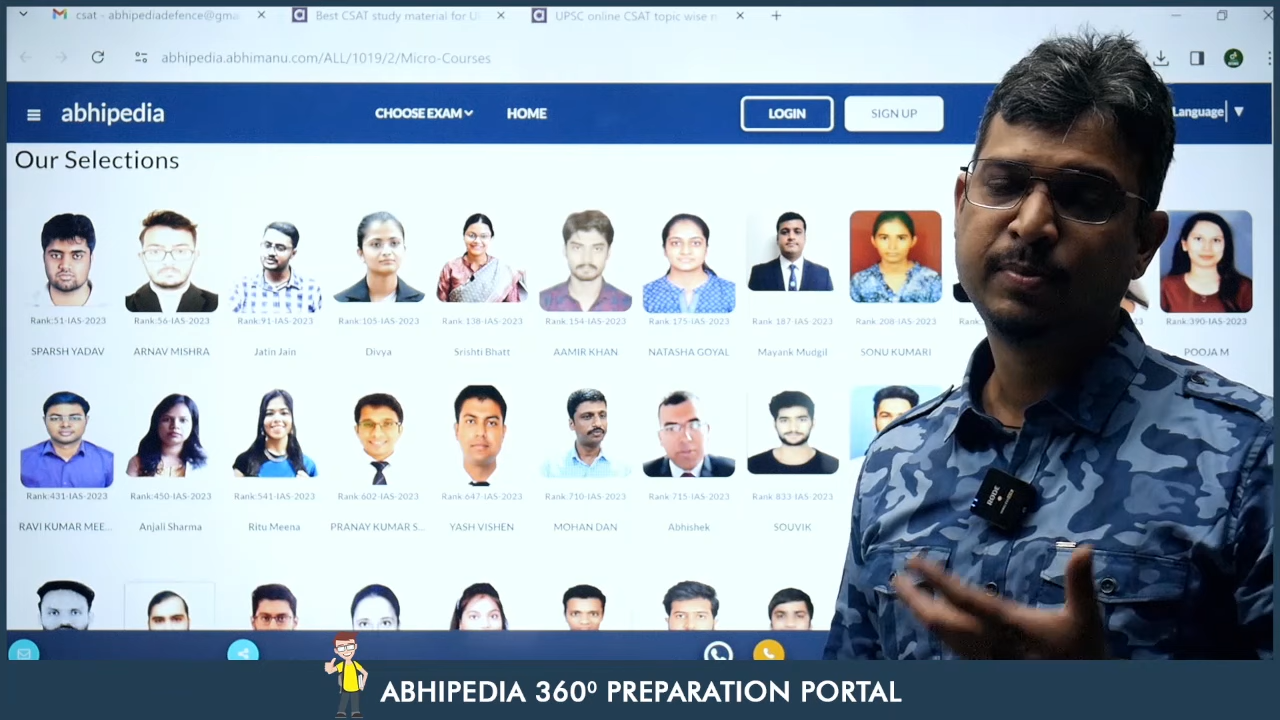 csat - abhipediadefence@gma
Best CSAT study material for U
UPSC online CSAT topic wise
abhipedia.abhimanu.com/ALL/1019/2/Micro-Courses
abhipedia
CHOOSE EXAM
HOME
LOGIN
SIGN UP
Language
Our Selections
Rank:51-IAS-2023 Rank:56-IAS-2023 Rank:91-IAS-2023 Rank:105-IAS-2023 Rank:138-IAS-2023 Rank:154-IAS-2023 Rank:175-IAS-2023 Rank 187-IAS-2023 Rank:208-IAS-2023 Rank: Rank:390-IAS-2023
SPARSH YADAV ARNAV MISHRA Jatin Jain Divya Srishti Bhatt AAMIR KHAN NATASHA GOYAL Mayank Mudgil SONU KUMARI POOJA M
Rank:431-IAS-2023 Rank:450-IAS-2023 Rank:541-IAS-2023 Rank:602-IAS-2023 Rank:647-IAS-2023 Rank:710-IAS-2023 Rank:715-IAS-2023 Rank:833-IAS-2023
RAVI KUMAR MEE... Anjali Sharma Ritu Meena PRANAY KUMAR S... YASH VISHEN MOHAN DAN Abhishek SOUVIK
RODE
ABHIPEDIA 360⁰ PREPARATION PORTAL